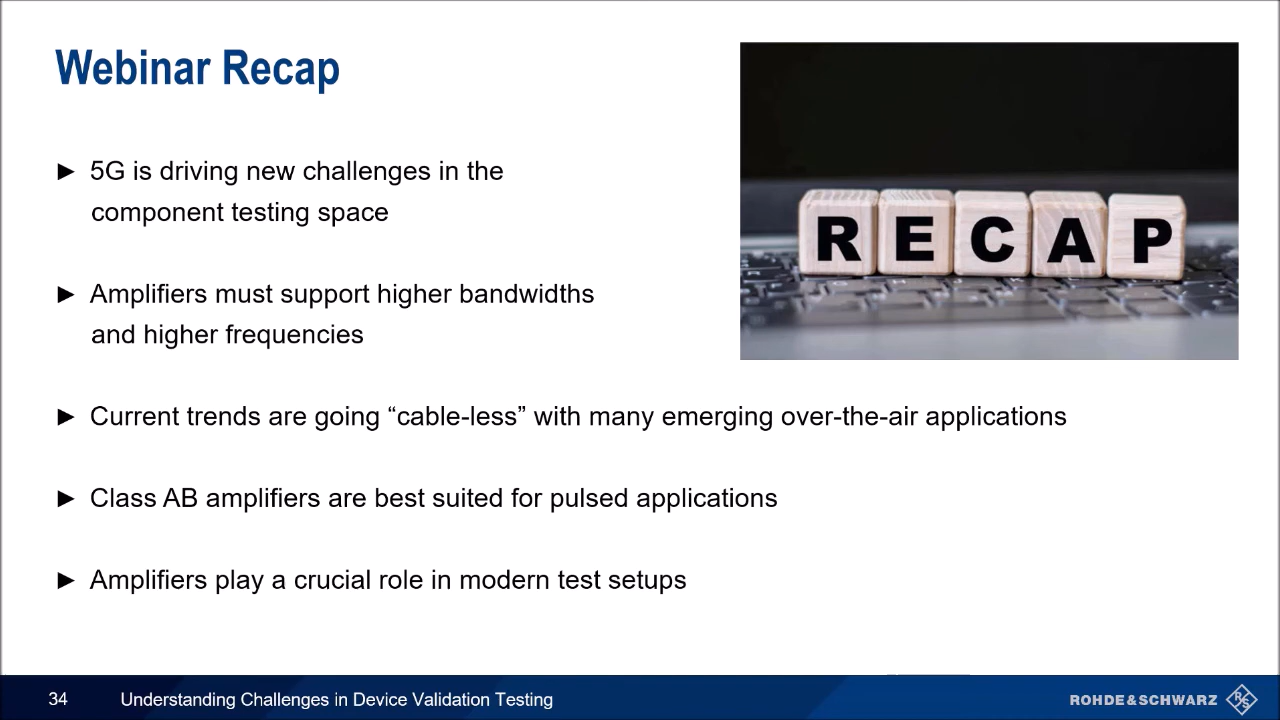 Webinar Recap
► 5G is driving new challenges in the
component testing space
► Amplifiers must support higher bandwidths
and higher frequencies
► Current trends are going “cable-less” with many emerging over-the-air applications
► Class AB amplifiers are best suited for pulsed applications
► Amplifiers play a crucial role in modern test setups
RECAP
34 Understanding Challenges in Device Validation Testing
ROHDE&SCHWARZ
R&S